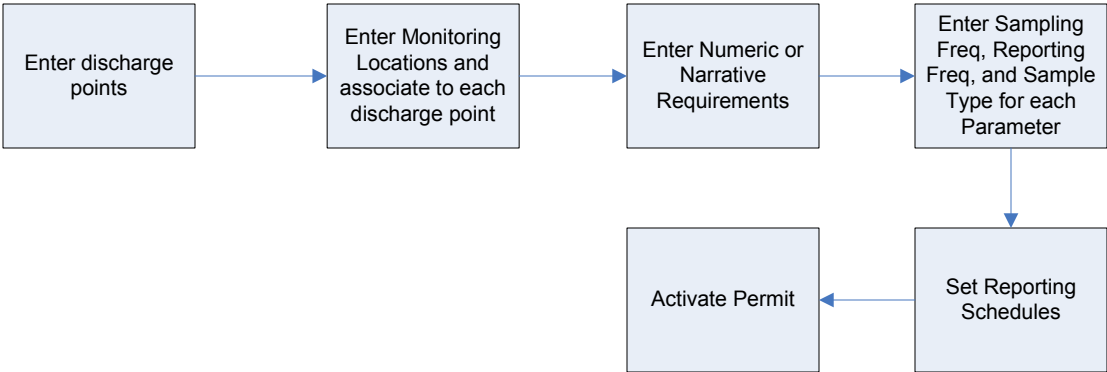 Enter discharge
points
Enter Monitoring
Locations and
associate to each
discharge point
Enter Numeric or
Narrative
Requirements
Enter Sampling
Freq, Reporting
Freq, and Sample
Type for each
Parameter
Set Reporting
Schedules
Activate Permit